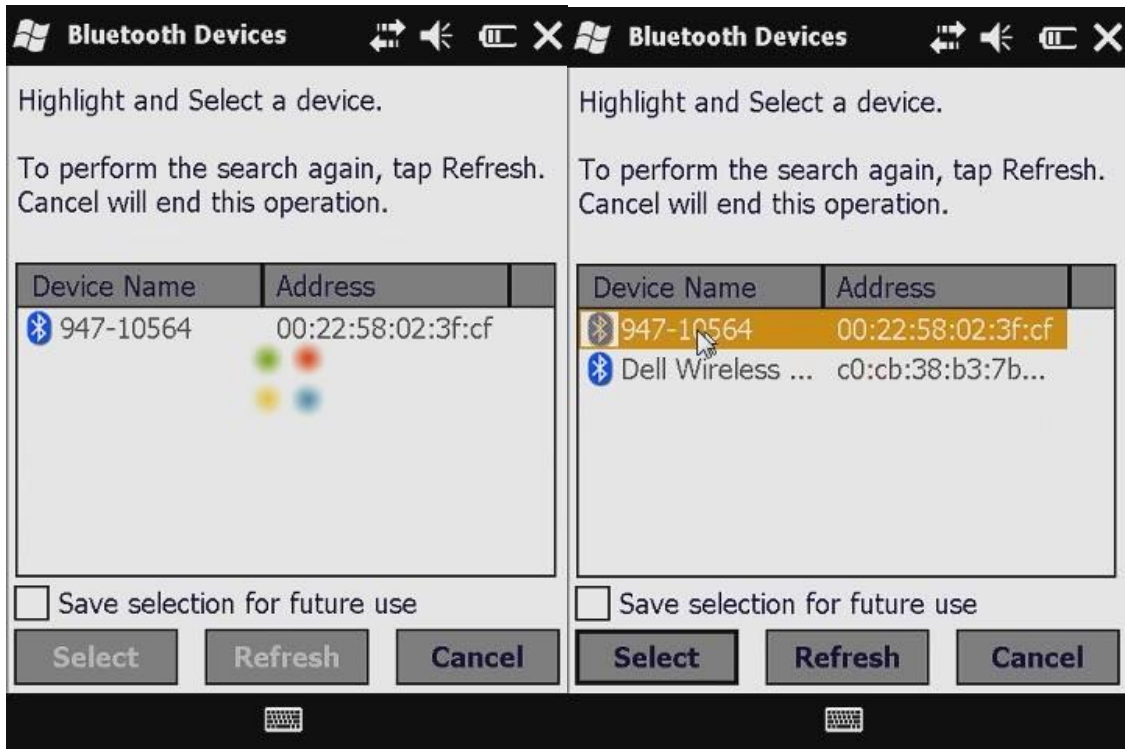 Bluetooth Devices
Highlight and Select a device.
To perform the search again, tap Refresh.
Cancel will end this operation.
Device Name Address
947-10564 00:22:58:02:3f:cf
Save selection for future use
Select Refresh Cancel
Bluetooth Devices
Highlight and Select a device.
To perform the search again, tap Refresh.
Cancel will end this operation.
Device Name Address
947-10564 00:22:58:02:3f:cf
Dell Wireless ... c0:cb:38:b3:7b...
Save selection for future use
Select Refresh Cancel